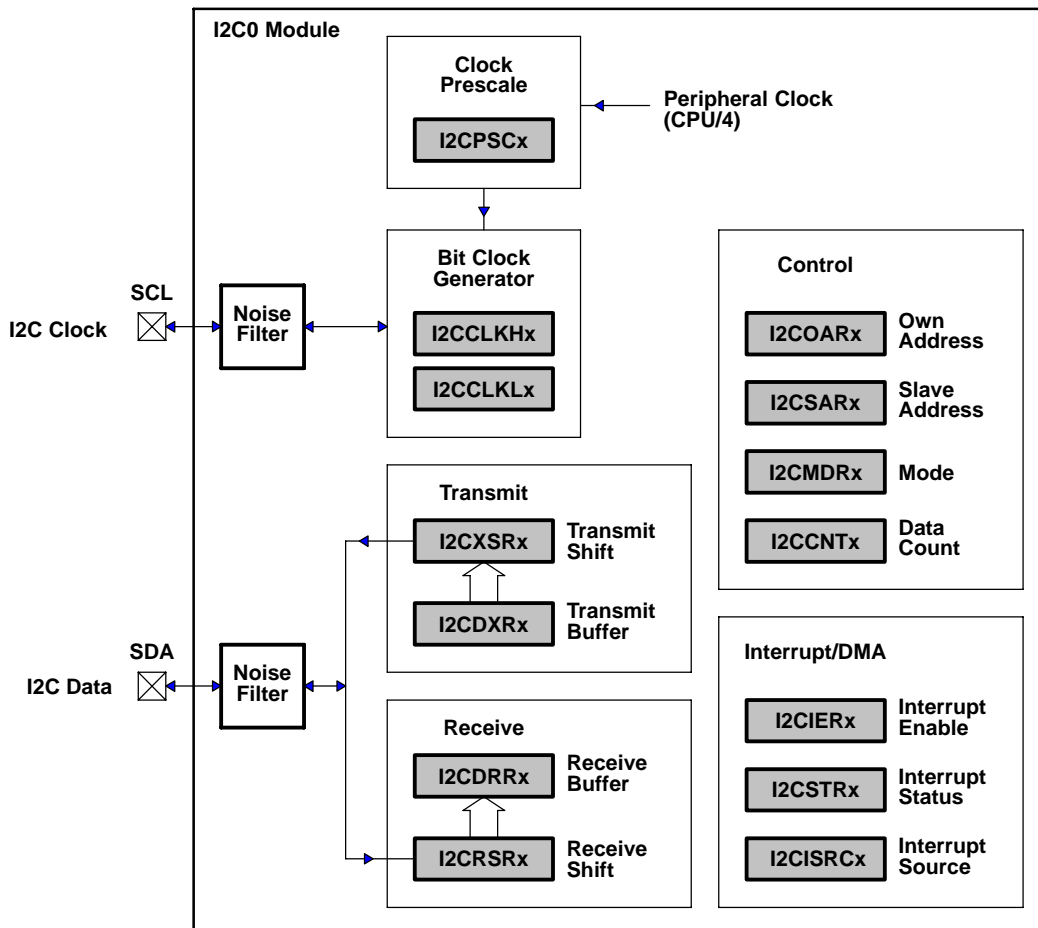 I2C0 Module
Clock
Prescale
I2CPSCx
Peripheral Clock
(CPU/4)
Bit Clock
Generator
I2CCLKHx
I2CCLKLx
SCL
I2C Clock
Noise
Filter
Control
I2COARx
Own
Address
I2CSARx
Slave
Address
I2CMDRx
Mode
I2CCNTx
Data
Count
Transmit
I2CXSRx
Transmit
Shift
I2CDXRx
Transmit
Buffer
SDA
I2C Data
Noise
Filter
Receive
I2CDRRx
Receive
Buffer
I2CRSRx
Receive
Shift
Interrupt/DMA
I2CIERx
Interrupt
Enable
I2CSTRx
Interrupt
Status
I2CISRCx
Interrupt
Source